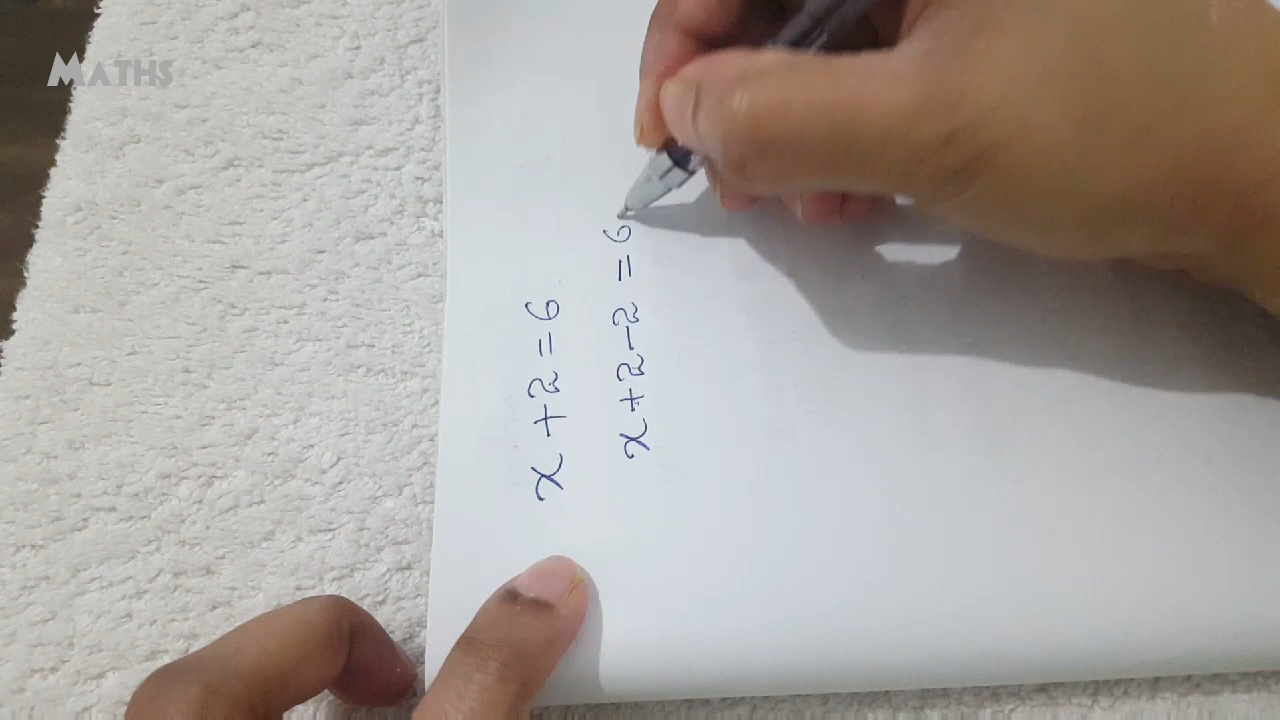 MATHS
x + 2 = 6
x + 2 - 2 = 6